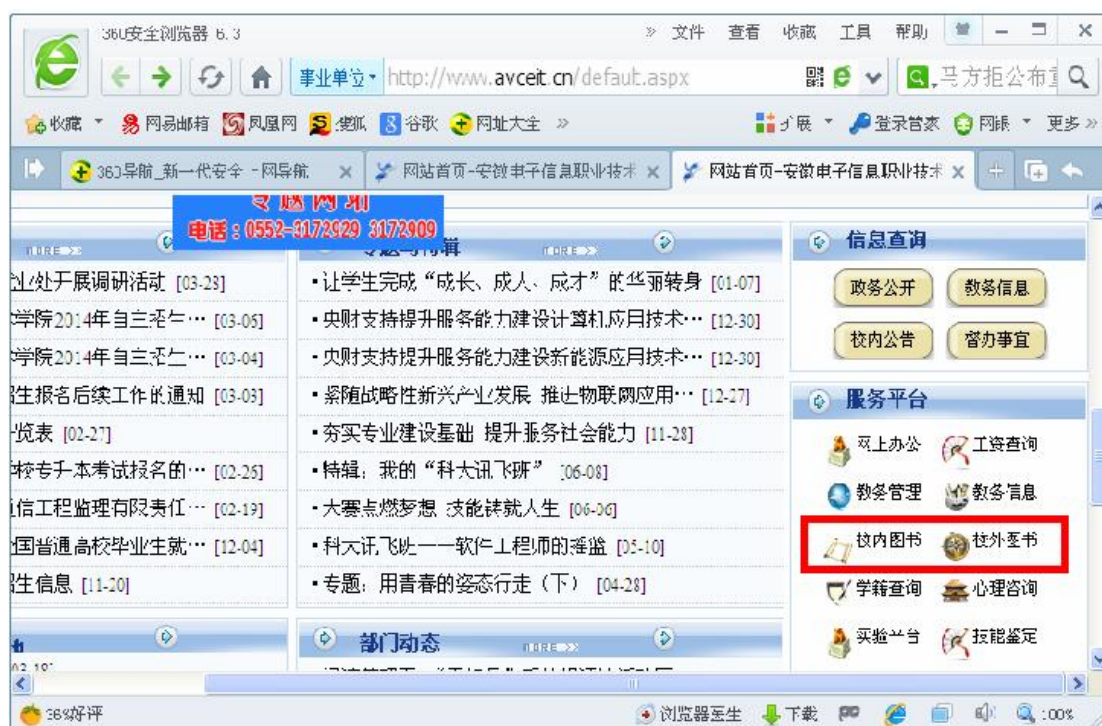 360安全浏览器 6.3
» 文件 查看 收藏 工具 帮助
事业单位 http://www.avceit.cn/defaut.aspx
马方拒公布
收藏 网易邮箱 凤凰网 搜狐 谷歌 网址大全 »
扩展 登录管家 网银 更多 »
360导航_新一代安全 网导航
网站首页-安徽电子信息职业技术
网站首页-安徽电子信息职业技术
电话：0552-3172929 3172909
业处开展调研活动 [03-28]
学院2014年自主招生… [03-05]
学院2014年自主招生… [03-04]
生报名后续工作的通知 [03-03]
览表 [02-27]
校专升本考试报名的… [02-25]
信工程监理有限责任… [02-19]
国普通高校毕业生就… [12-04]
生信息 [11-20]
MORE >>
·让学生完成“成长、成人、成才”的华丽转身 [01-07]
·央财支持提升服务能力建设计算机应用技术… [12-30]
·央财支持提升服务能力建设新能源应用技术… [12-30]
·紧随战略性新兴产业发展 推进物联网应用… [12-27]
·夯实专业建设基础 提升服务社会能力 [11-28]
·特辑：我的“科大讯飞班” [06-08]
·大赛点燃梦想 技能铸就人生 [06-06]
·科大讯飞班——软件工程师的摇篮 [05-10]
·专题：用青春的姿态行走（下） [04-28]
部门动态 MORE >>
信息查询
政务公开 教务信息
校内公告 督办事宜
服务平台
网上办公 工资查询
教务管理 教务信息
校内图书 校外图书
学籍查询 心理咨询
实验平台 技能鉴定
98%好评
浏览器医生 下载 100%